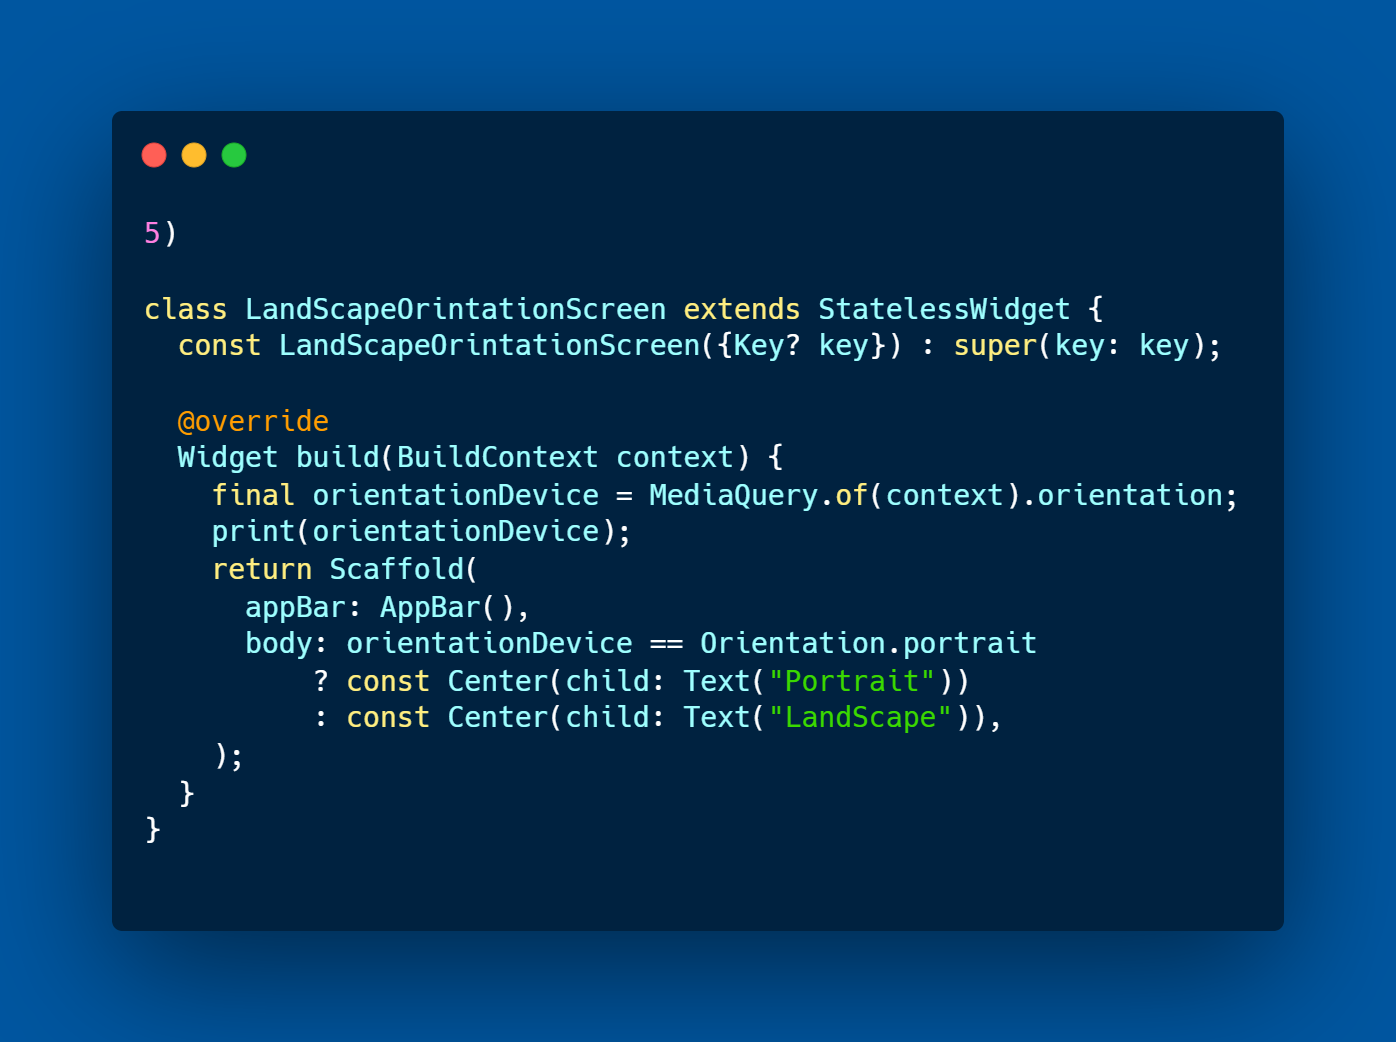 5)
class LandScapeOrintationScreen extends StatelessWidget {
const LandScapeOrintationScreen({Key? key}) : super(key: key);
@override
Widget build(BuildContext context) {
final orientationDevice = MediaQuery.of(context).orientation;
print(orientationDevice);
return Scaffold(
appBar: AppBar(),
body: orientationDevice == Orientation.portrait
? const Center(child: Text("Portrait"))
: const Center(child: Text("LandScape")),
);
}
}